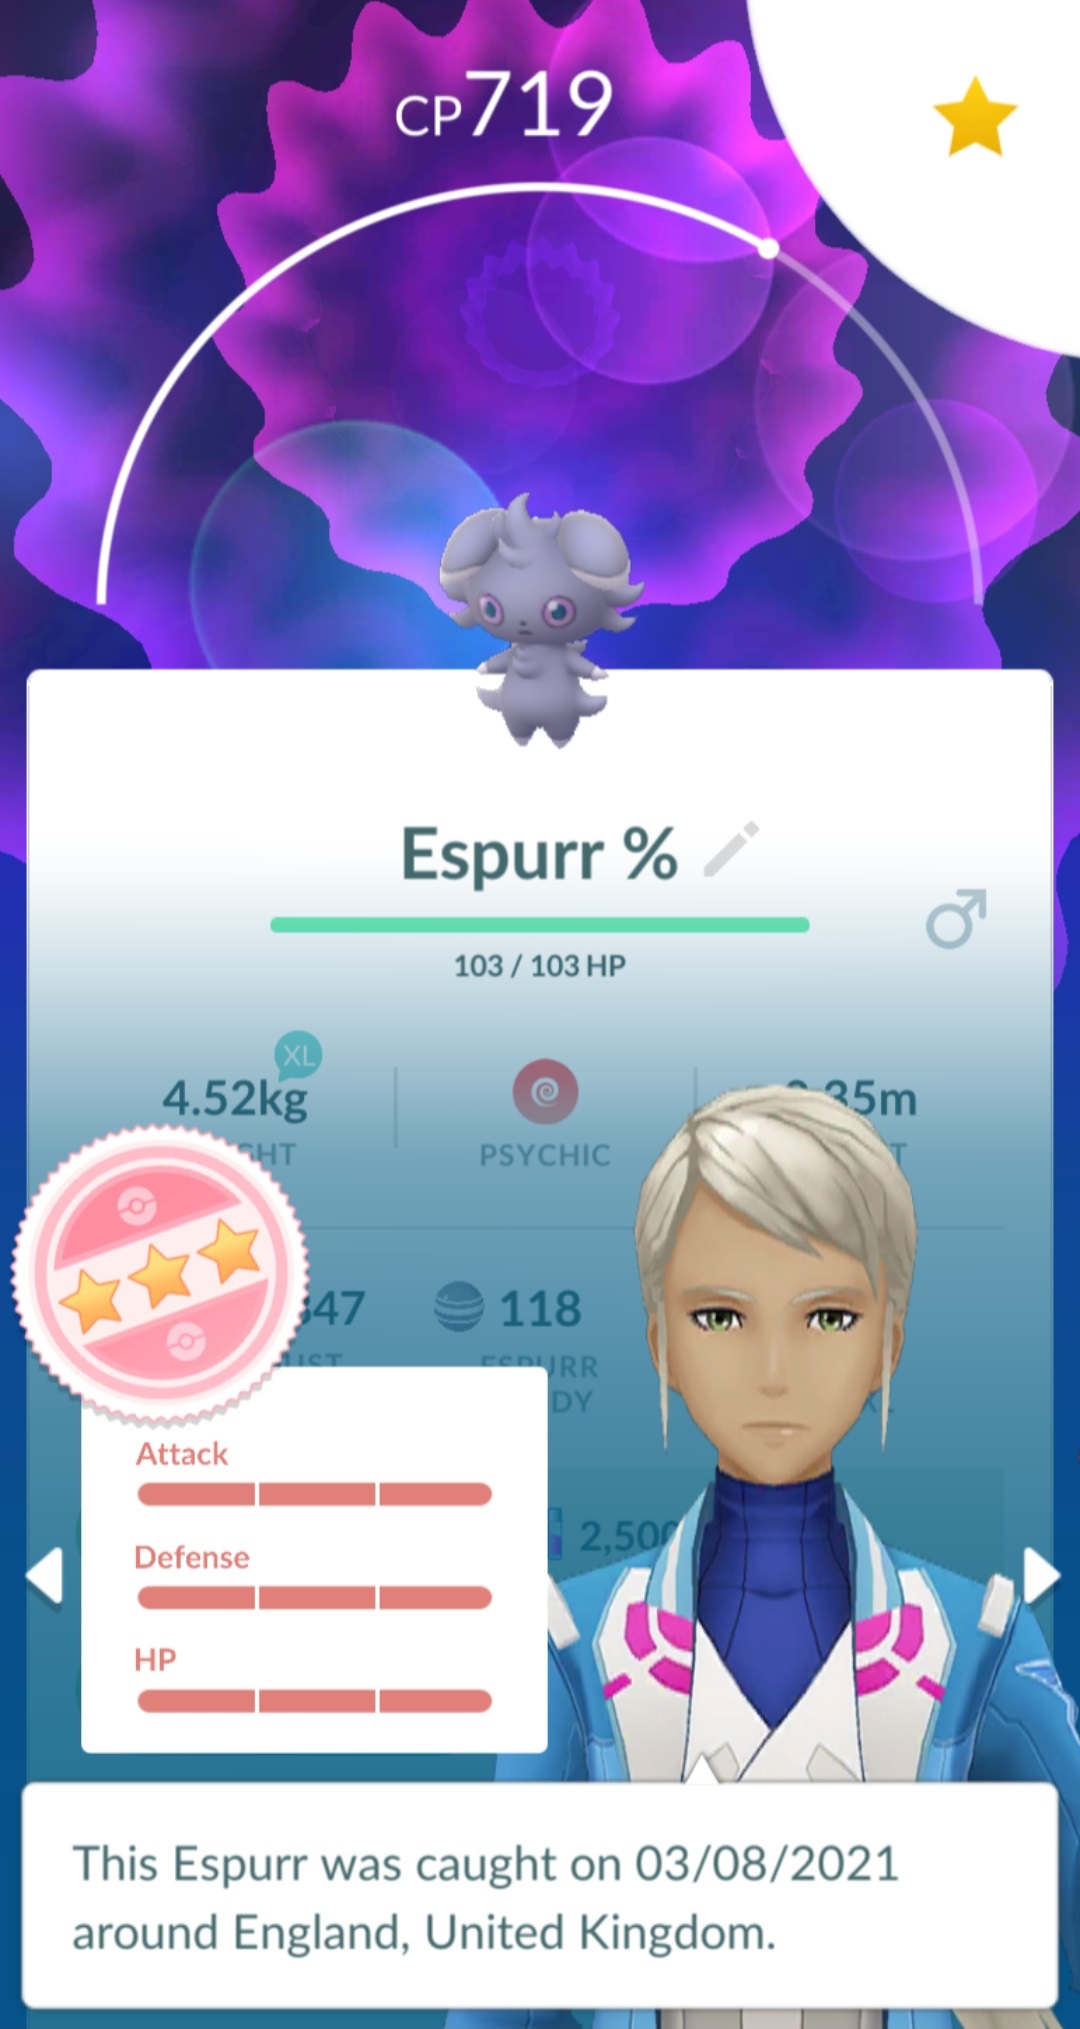 CP719
Espurr %
103 / 103 HP
XL
4.52kg
PSYCHIC
118
Attack
Defense
HP
This Espurr was caught on 03/08/2021
around England, United Kingdom.